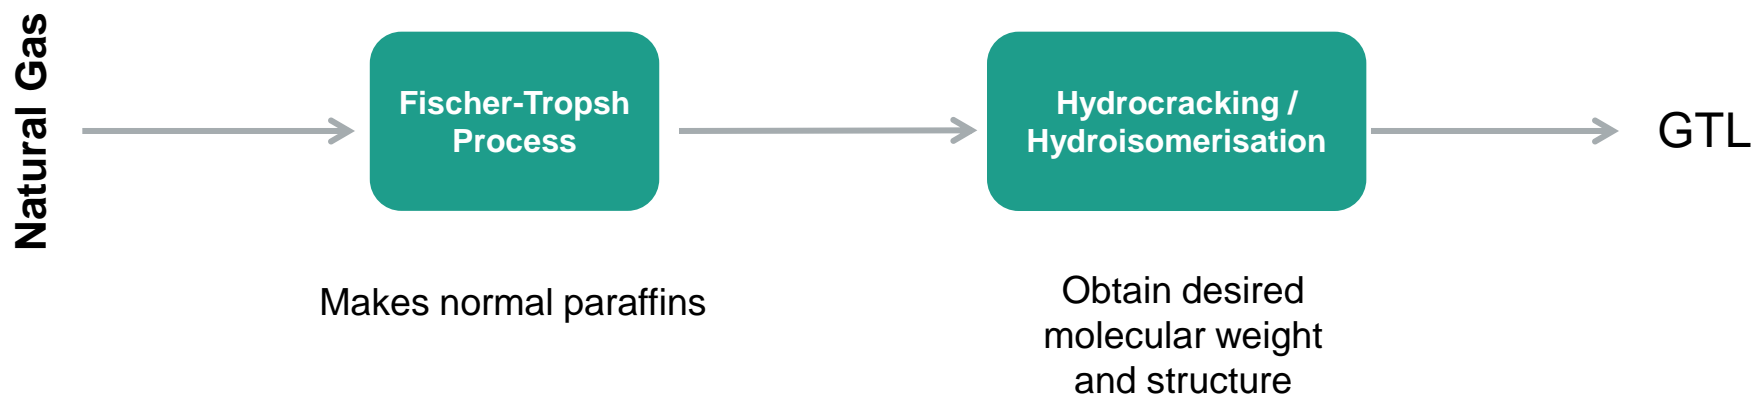 Natural Gas
Fischer-Tropsh
Process
Hydrocracking /
Hydroisomerisation
GTL
Makes normal paraffins
Obtain desired
molecular weight
and structure